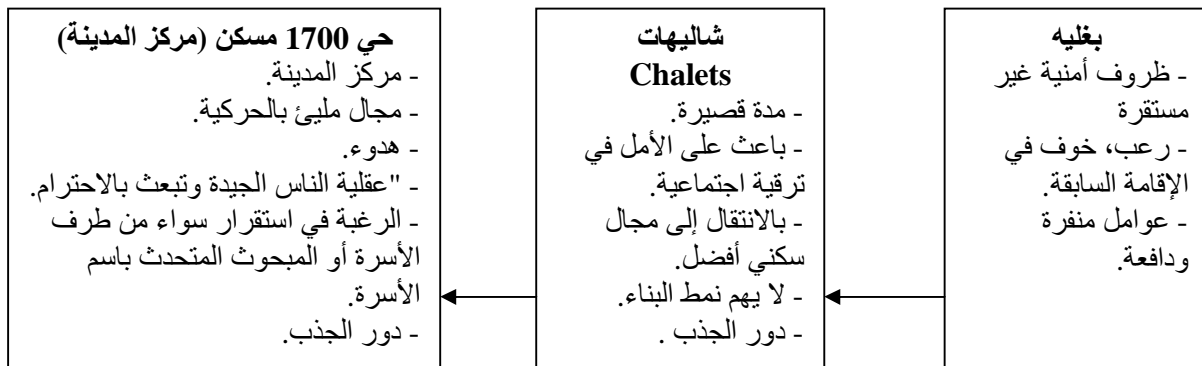 بغليه
- ظروف أمنية غير
مستقرة
- رعب، خوف في
الإقامة السابقة.
- عوامل منفرة
ودافعة.
شاليهات
Chalets
- مدة قصيرة.
- باعث على الأمل في
ترقية اجتماعية.
- بالانتقال إلى مجال
سكني أفضل.
- لا يهم نمط البناء.
- دور الجذب .
حي 1700 مسكن (مركز المدينة)
- مركز المدينة.
- مجال مليئ بالحركية.
- هدوء.
- "عقلية الناس الجيدة وتبعث بالاحترام.
- الرغبة في استقرار سواء من طرف
الأسرة أو المبحوث المتحدث باسم
الأسرة.
- دور الجذب.